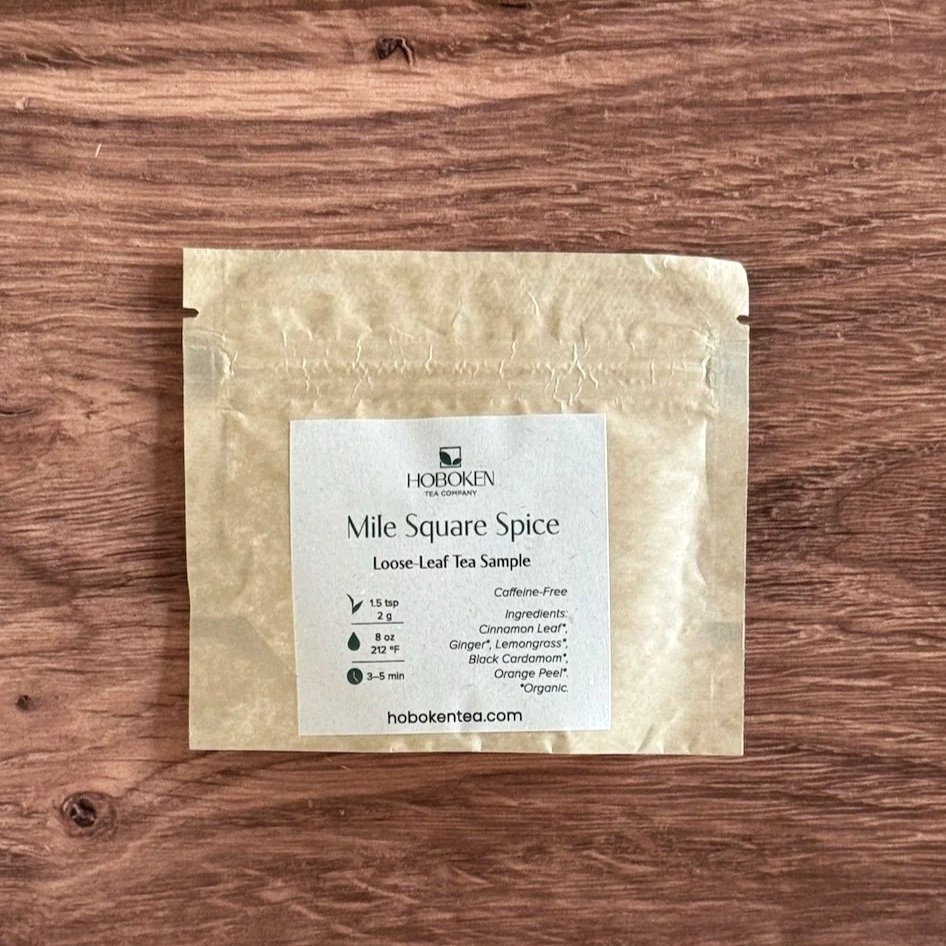 HOBOKEN
TEA COMPANY
Mile Square Spice
Loose-Leaf Tea Sample
1.5 tsp
2 g
8 oz
212 °F
3–5 min
Caffeine-Free
Ingredients:
Cinnamon Leaf*,
Ginger*, Lemongrass*,
Black Cardamom*,
Orange Peel*.
*Organic.
hobokentea.com